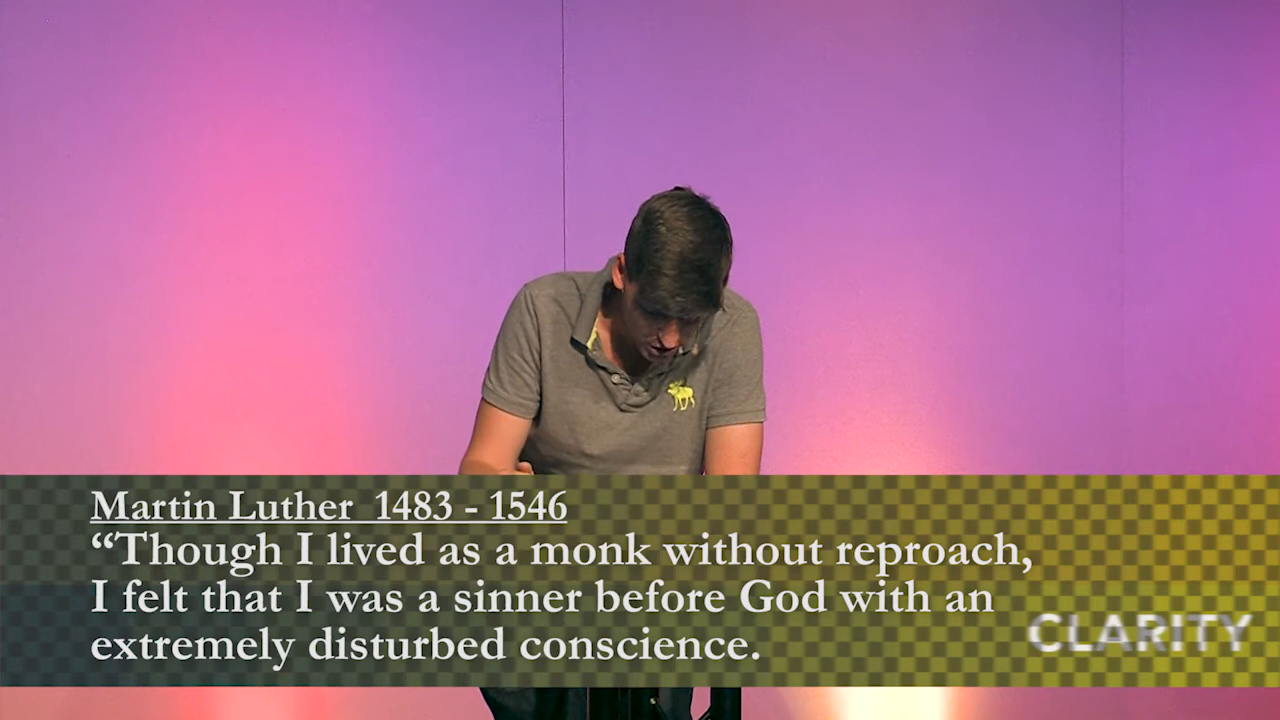 Martin Luther 1483 - 1546
“Though I lived as a monk without reproach,
I felt that I was a sinner before God with an
extremely disturbed conscience.
CLARITY